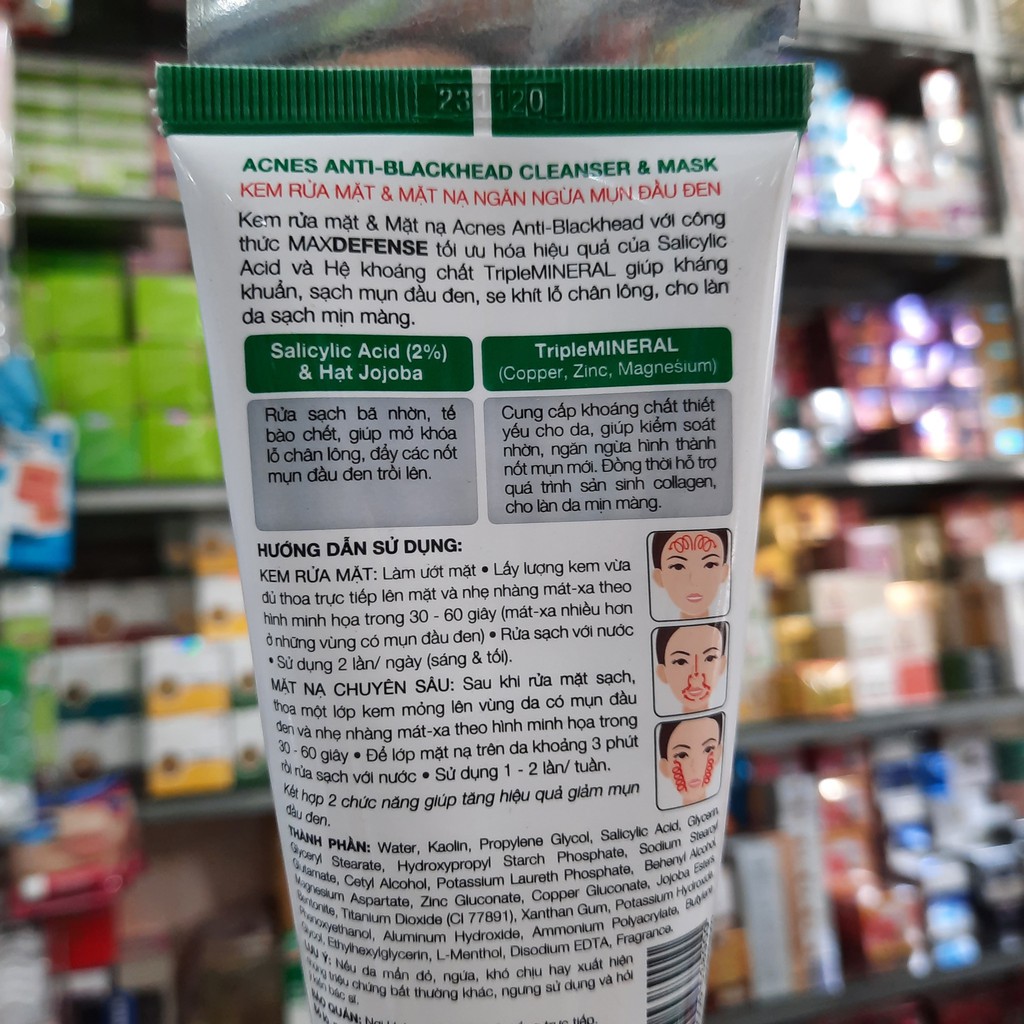 231120
ACNES ANTI-BLACKHEAD CLEANSER & MASK
KEM RỬA MẶT & MẶT NẠ NGĂN NGỪA MỤN ĐẦU ĐEN
Kem rửa mặt & Mặt nạ Acnes Anti-Blackhead với công
thức MAXDEFENSE tối ưu hóa hiệu quả của Salicylic
Acid và Hệ khoáng chất TripleMINERAL giúp kháng
khuẩn, sạch mụn đầu đen, se khít lỗ chân lông, cho làn
da sạch mịn màng.
Salicylic Acid (2%)
& Hạt Jojoba
Rửa sạch bã nhờn, tế
bào chết, giúp mở khóa
lỗ chân lông, đẩy các nốt
mụn đầu đen trồi lên.
TripleMINERAL
(Copper, Zinc, Magnesium)
Cung cấp khoáng chất thiết
yếu cho da, giúp kiểm soát
nhờn, ngăn ngừa hình thành
nốt mụn mới. Đồng thời hỗ trợ
quá trình sản sinh collagen,
cho làn da mịn màng.
HƯỚNG DẪN SỬ DỤNG:
KEM RỬA MẶT: Làm ướt mặt • Lấy lượng kem vừa
đủ thoa trực tiếp lên mặt và nhẹ nhàng mát-xa theo
hình minh họa trong 30 - 60 giây (mát-xa nhiều hơn
ở những vùng có mụn đầu đen) • Rửa sạch với nước
• Sử dụng 2 lần/ ngày (sáng & tối).
MẶT NẠ CHUYÊN SÂU: Sau khi rửa mặt sạch,
thoa một lớp kem mỏng lên vùng da có mụn đầu
đen và nhẹ nhàng mát-xa theo hình minh họa trong
30 - 60 giây • Để lớp mặt nạ trên da khoảng 3 phút
rồi rửa sạch với nước • Sử dụng 1 - 2 lần/ tuần.
Kết hợp 2 chức năng giúp tăng hiệu quả giảm mụn
đầu đen.
THÀNH PHẦN: Water, Kaolin, Propylene Glycol, Salicylic Acid, Glycerin,
Glyceryl Stearate, Hydroxypropyl Starch Phosphate, Sodium Stearoyl
Glutamate, Cetyl Alcohol, Potassium Laureth Phosphate, Behenyl Alcohol,
Magnesium Aspartate, Zinc Gluconate, Copper Gluconate, Jojoba Esters,
Bentonite, Titanium Dioxide (CI 77891), Xanthan Gum, Potassium Hydroxide,
Phenoxyethanol, Aluminum Hydroxide, Ammonium Polyacrylate, Butylene
Glycol, Ethylhexylglycerin, L-Menthol, Disodium EDTA, Fragrance.
LƯU Ý: Nếu da mẩn đỏ, ngứa, khó chịu hay xuất hiện
triệu chứng bất thường khác, ngưng sử dụng và hỏi
bác sĩ.
QUẢN:
tiếp.